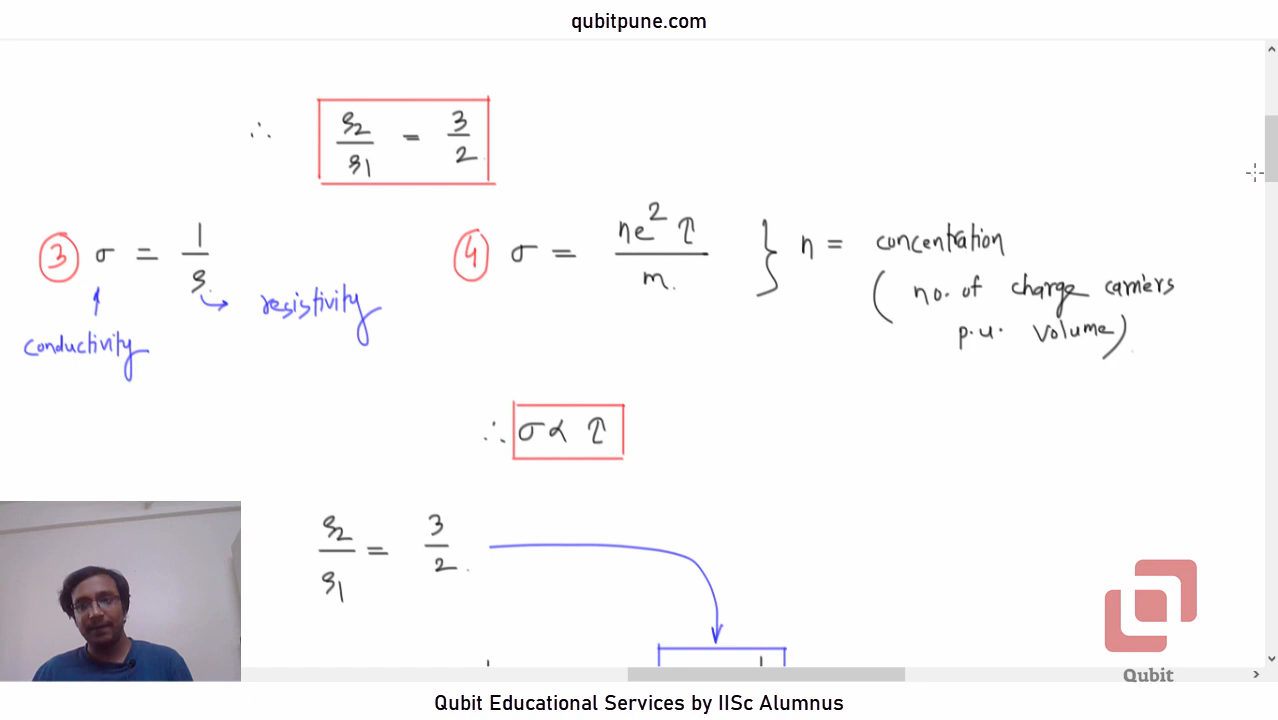 qubitpune.com
∴ ρ2/ρ1 = 3/2
③ σ = 1/ρ
resistivity
conductivity
④ σ = ne²τ/m } n = concentration
(no. of charge carriers
p.u. volume)
∴ σ ∝ τ
ρ2/ρ1 = 3/2
Qubit
Qubit Educational Services by IISc Alumnus